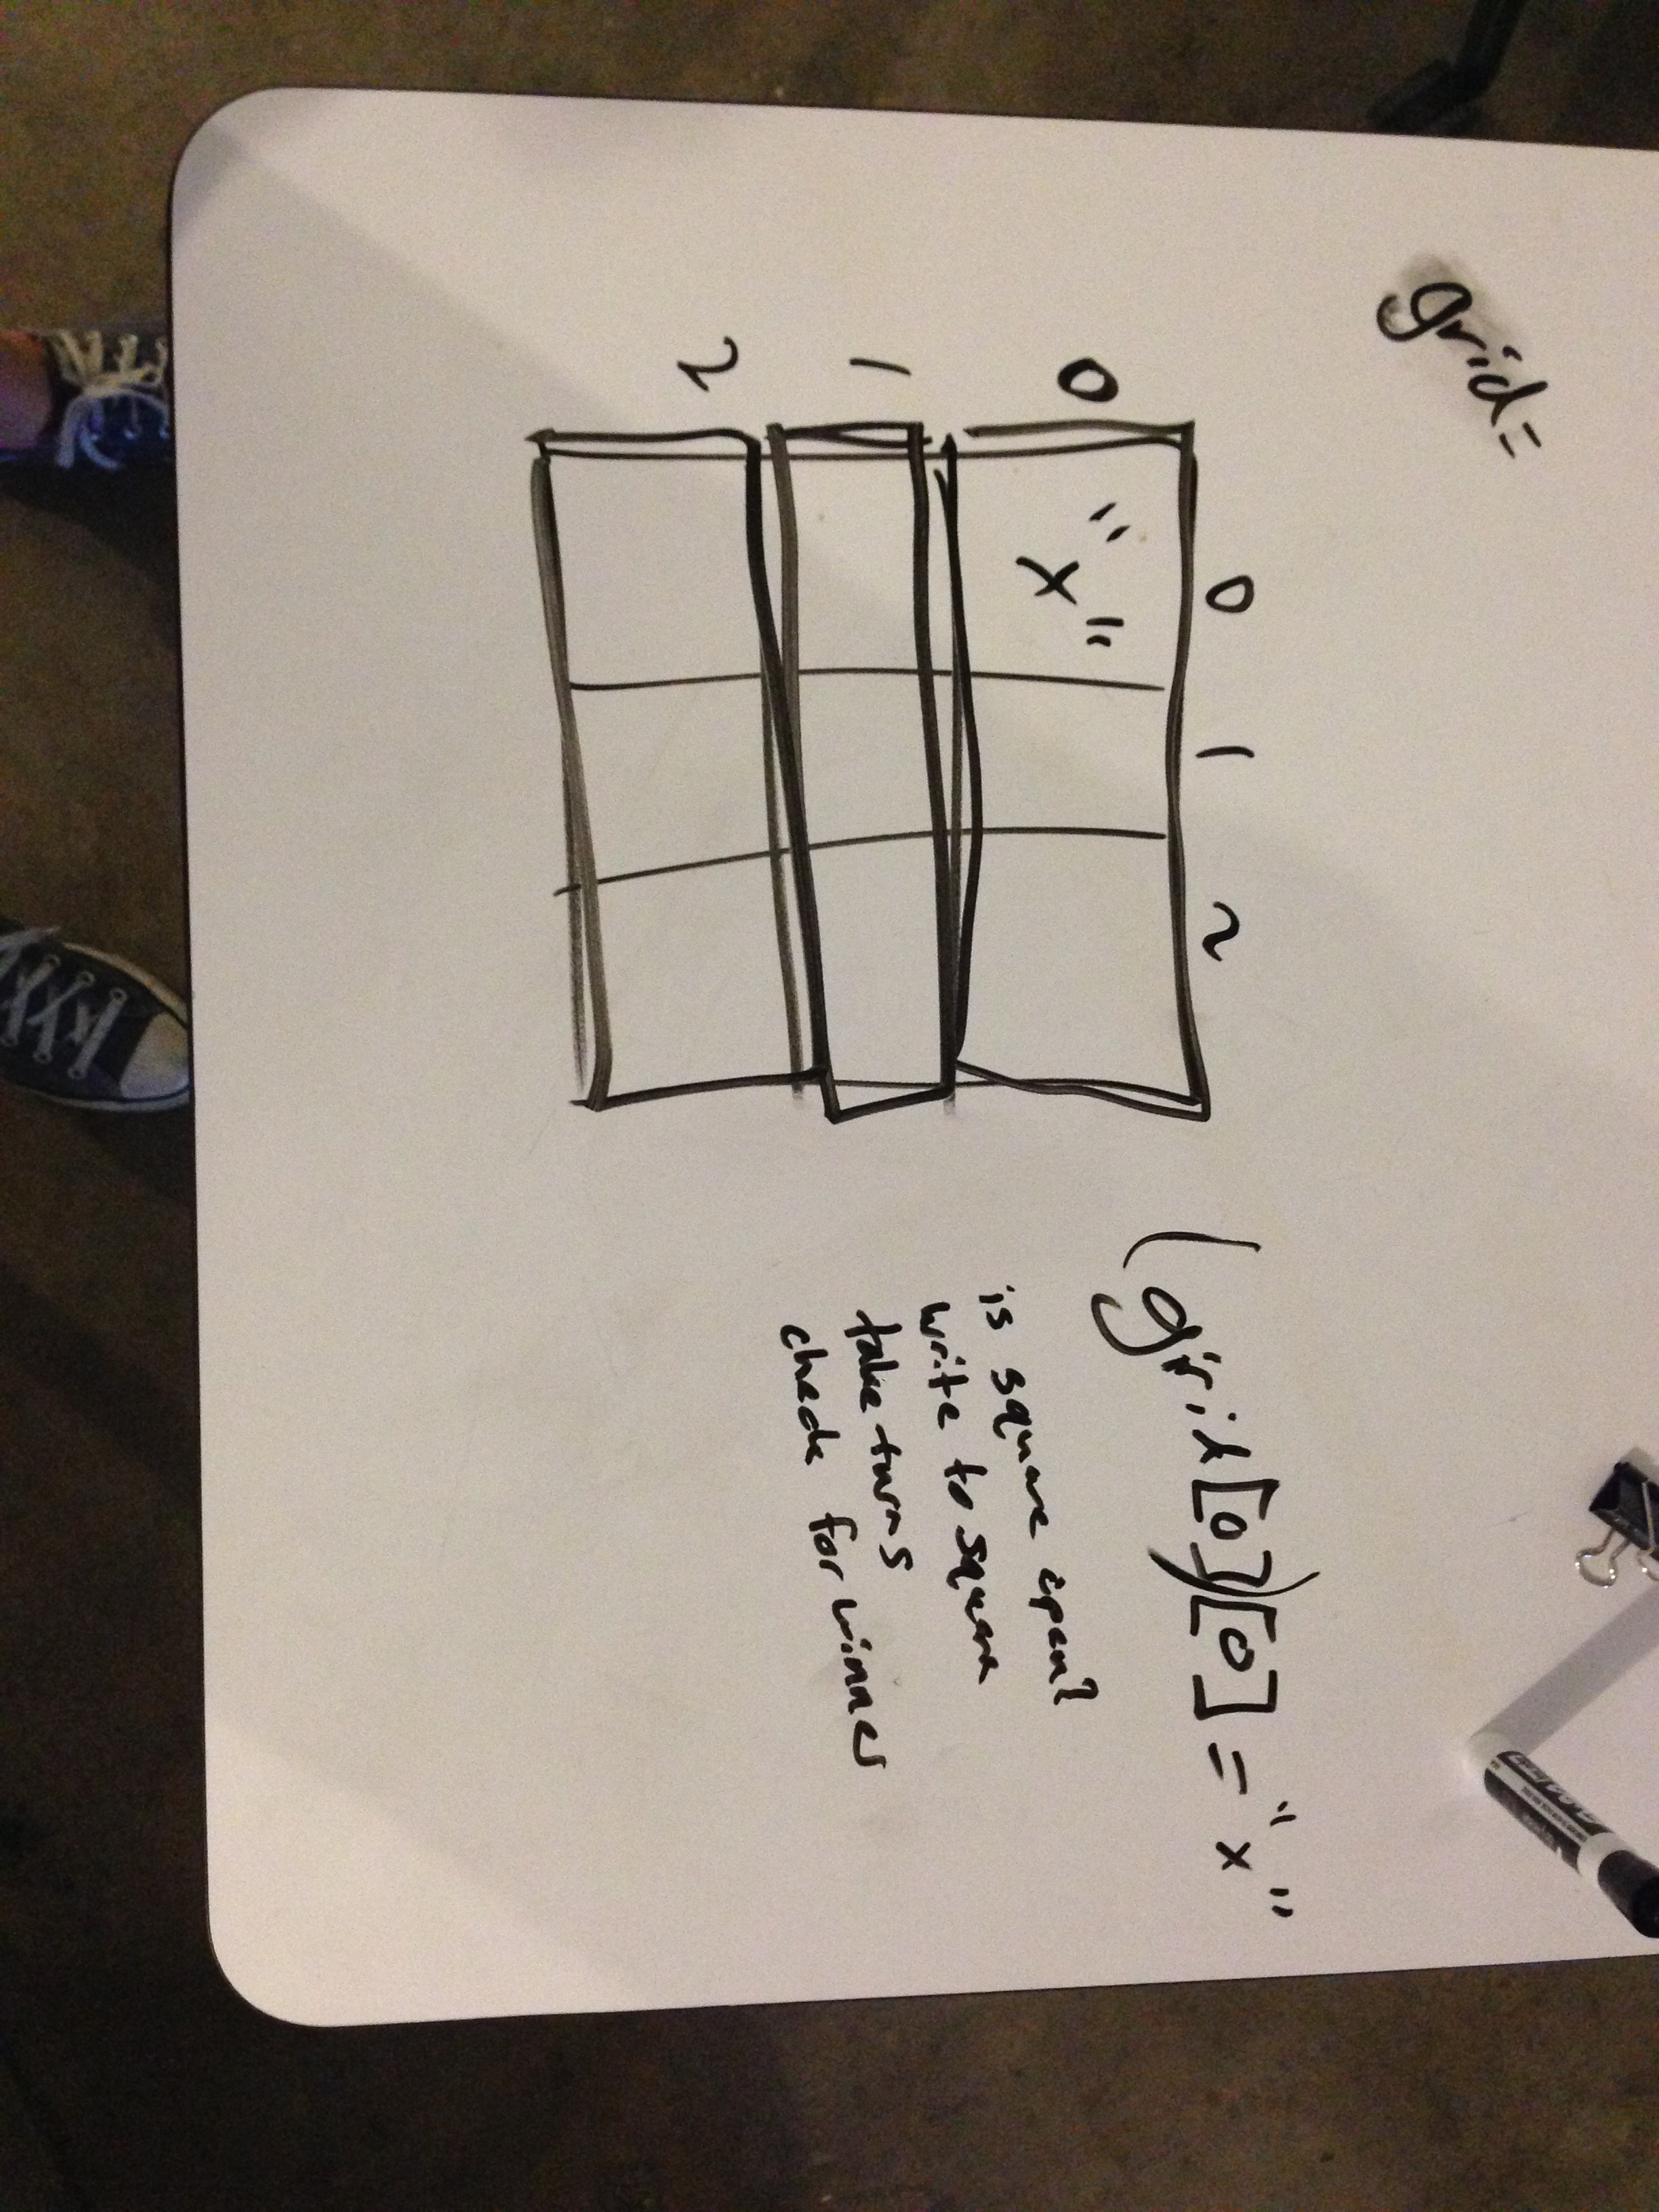 grid=
0 1 2
0 "x"
1
2
(grid[0])[0] = "x"
is square open?
write to square
take turns
check for winner